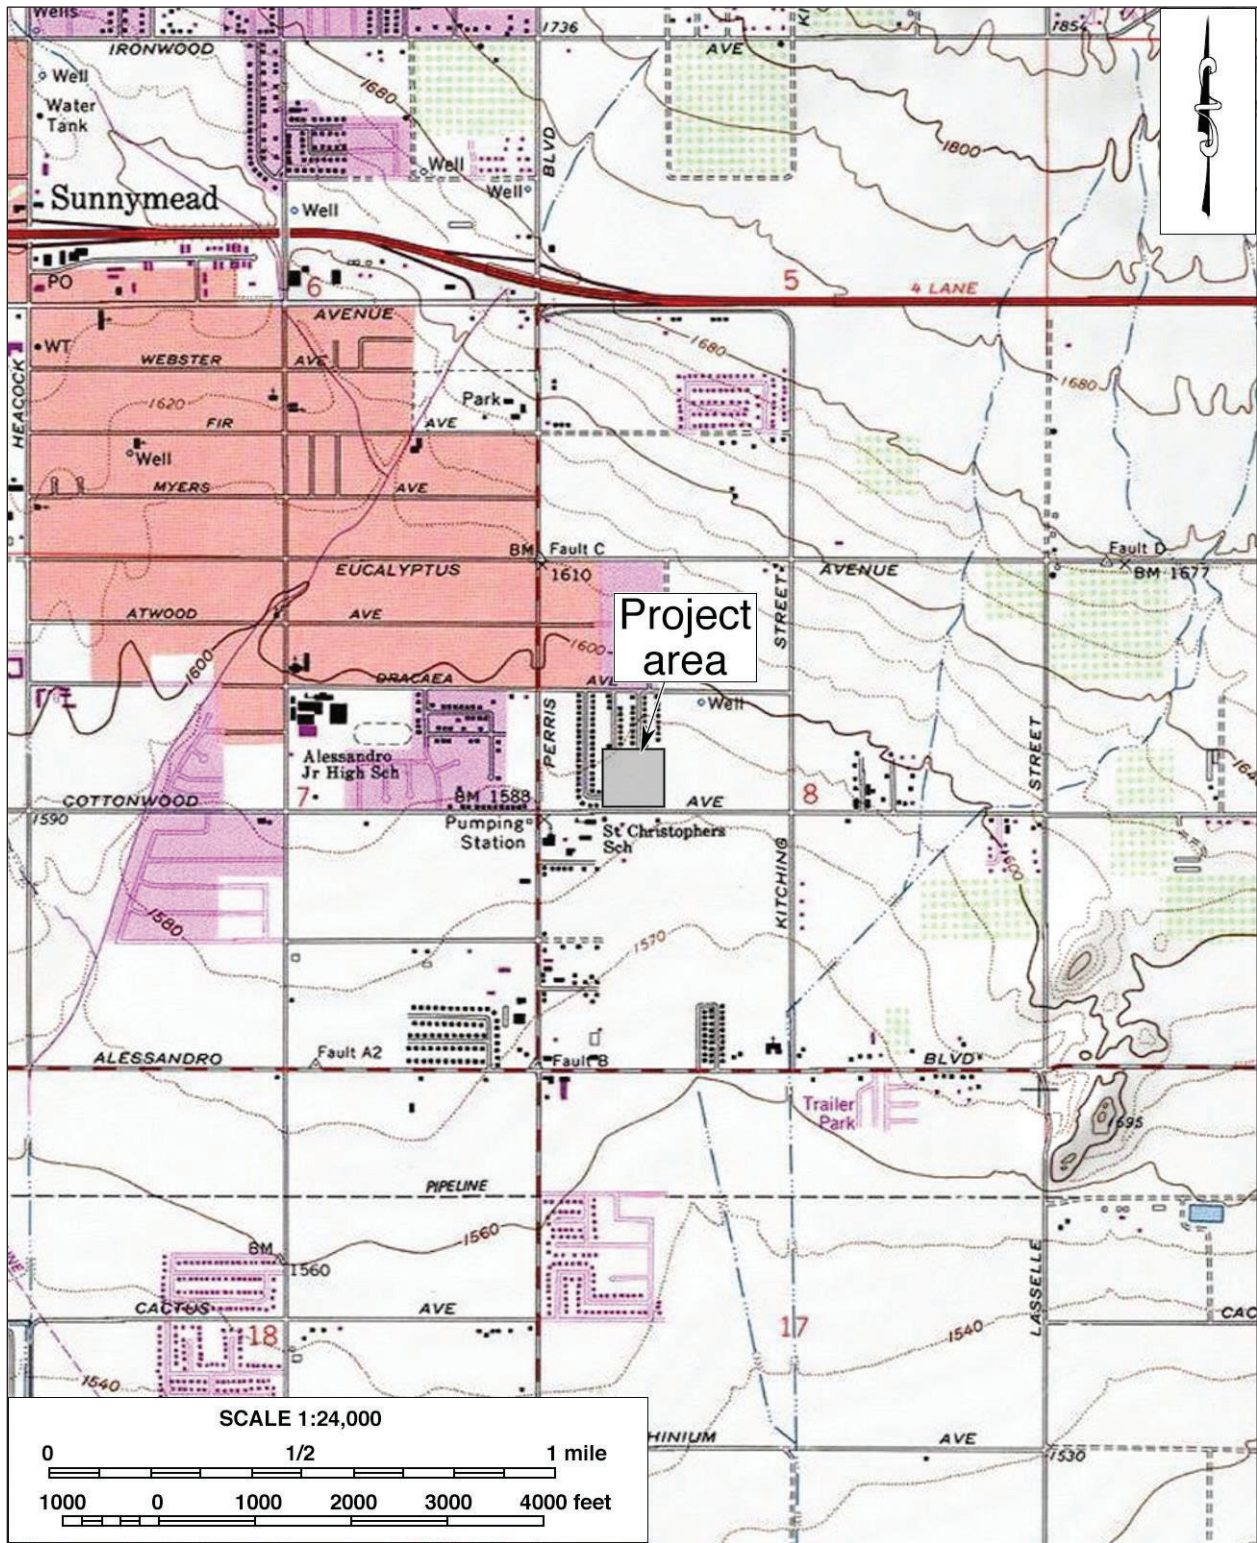 Wells
1736
1854
IRONWOOD
AVE
Well
1680
Water
Tank
BLVD
1800
Well
Well
Sunnymead
Well
PO
6
5
4 LANE
AVENUE
WT
WEBSTER
AVE
1680
1680
HEACOCK
1620
Park
FIR
AVE
Well
MYERS
AVE
BM
Fault C
Fault D
EUCALYPTUS
1610
AVENUE
BM 1677
ATWOOD
AVE
STREET
Project
area
1600
1600
DRACAEA
AVE
PERRIS
Well
STREET
Alessandro
Jr High Sch
7
8
COTTONWOOD
BM 1588
AVE
1590
Pumping
Station
St Christophers
Sch
KITCHING
1600
1580
1570
ALESSANDRO
Fault A2
Fault B
BLVD
Trailer
Park
1695
PIPELINE
1560
BM
1560
LASSELLE
CACTUS
AVE
CAC
18
17
1540
1540
SCALE 1:24,000
0 1/2 1 mile
1000 0 1000 2000 3000 4000 feet
HINIUM
AVE
1530